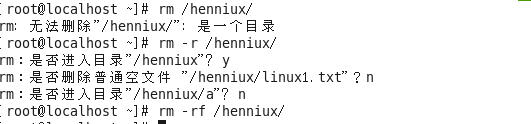 [root@localhost ~]# rm /henniux/
rm: 无法删除"/henniux/": 是一个目录
[root@localhost ~]# rm -r /henniux/
rm：是否进入目录"/henniux"? y
rm：是否删除普通空文件 "/henniux/linux1.txt"？n
rm：是否进入目录"/henniux/a"? n
[root@localhost ~]# rm -rf /henniux/